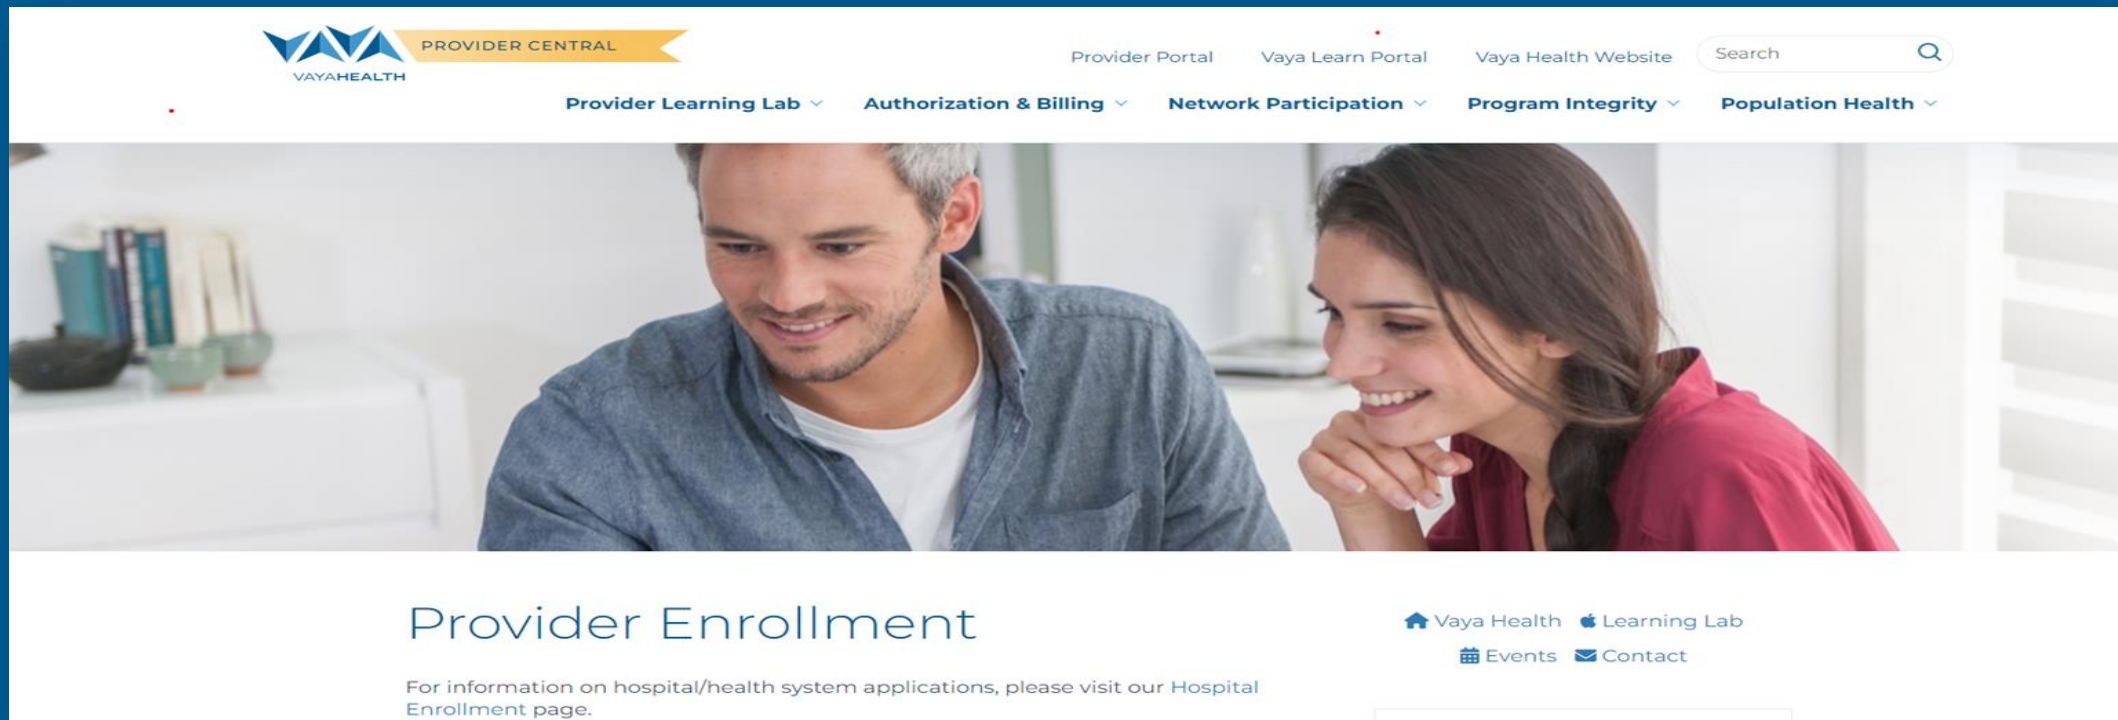 PROVIDER CENTRAL
VAYAHEALTH
Provider Portal Vaya Learn Portal Vaya Health Website Search
Provider Learning Lab Authorization & Billing Network Participation Program Integrity Population Health
Provider Enrollment
For information on hospital/health system applications, please visit our Hospital
Enrollment page.
Vaya Health Learning Lab
Events Contact